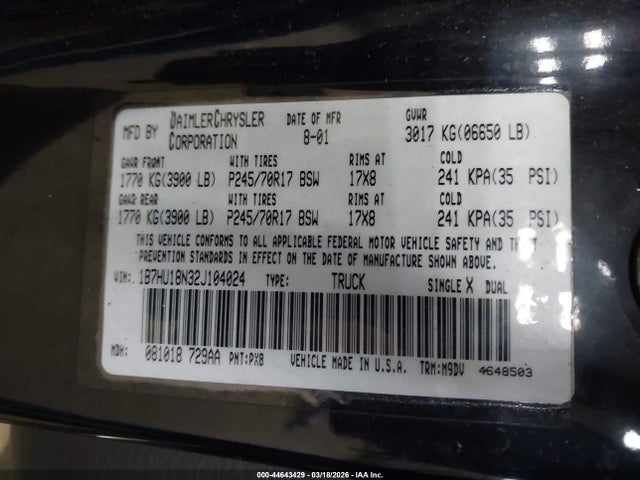 MFD BY DAIMLERCHRYSLER CORPORATION DATE OF MFR 8-01 GVWR 3017 KG(06650 LB)
GAWR FRONT WITH TIRES RIMS AT COLD
1770 KG(3900 LB) P245/70R17 BSW 17X8 241 KPA(35 PSI)
GAWR REAR WITH TIRES RIMS AT COLD
1770 KG(3900 LB) P245/70R17 BSW 17X8 241 KPA(35 PSI)
THIS VEHICLE CONFORMS TO ALL APPLICABLE FEDERAL MOTOR VEHICLE SAFETY AND THEFT
PREVENTION STANDARDS IN EFFECT ON THE DATE OF MANUFACTURE SHOWN ABOVE.
VIN: 1B7HU18N32J104024 TYPE: TRUCK SINGLE X DUAL
MDH: 081018 729AA PNT:PX8 VEHICLE MADE IN U.S.A. TRM:M9DV 4648503
000-44643429 - 03/18/2026 - IAA Inc.